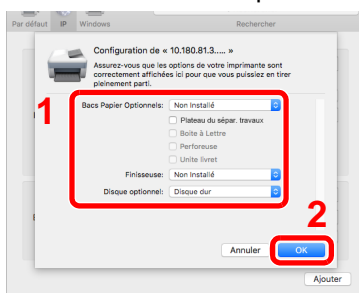 Par défaut IP Windows Rechercher
Configuration de « 10.180.81.3..... »
Assurez-vous que les options de votre imprimante sont
correctement affichées ici pour que vous puissiez en tirer
pleinement parti.
1
Bacs Papier Optionnels: Non Installé
Plateau du sépar. travaux
Boite à Lettre
Perforeuse
Unite livret
Finisseuse: Non Installé
Disque optionnel: Disque dur
2
Annuler OK
Ajouter